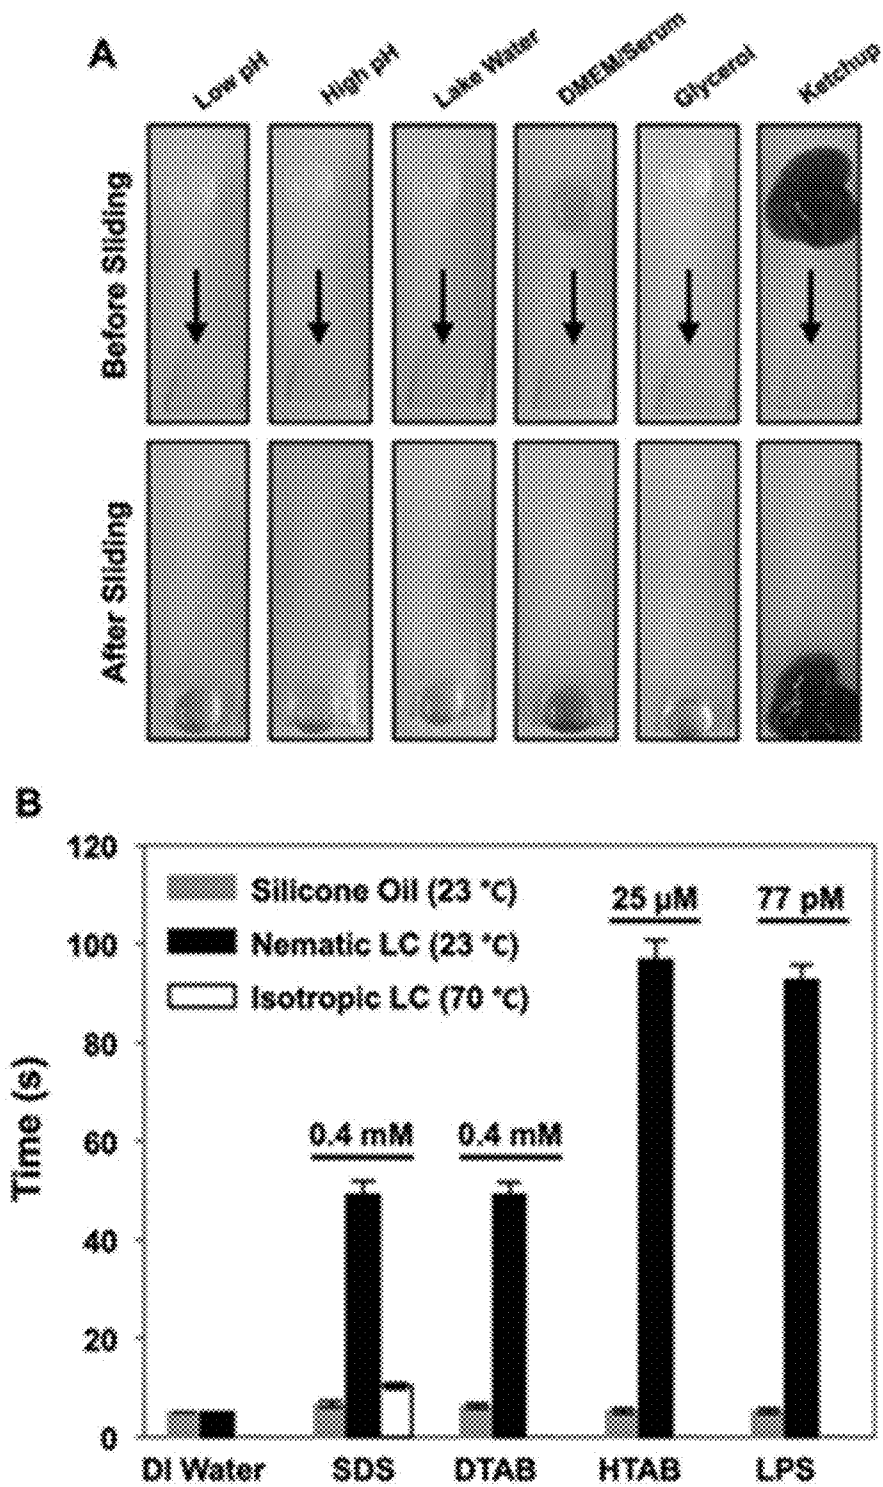 A
Low pH
High pH
Lake Water
DMEM/Serum
Glycerol
Ketchup
Before Sliding
After Sliding
B
120
100
80
60
40
20
0
Time (s)
Silicone Oil (23 ℃)
Nematic LC (23 ℃)
Isotropic LC (70 ℃)
0.4 mM
0.4 mM
25 µM
77 pM
DI Water
SDS
DTAB
HTAB
LPS